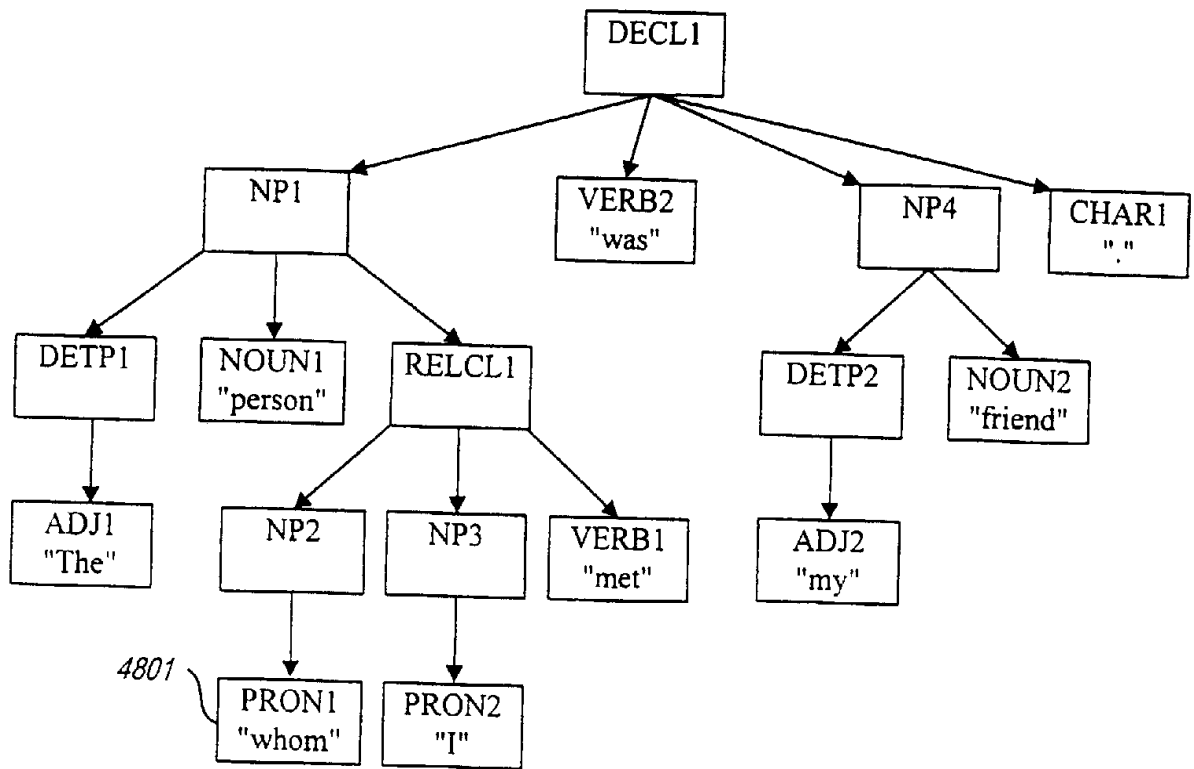 DECL1
NP1
VERB2
"was"
NP4
CHAR1
"."
DETP1
NOUN1
"person"
RELCL1
DETP2
NOUN2
"friend"
ADJ1
"The"
NP2
NP3
VERB1
"met"
ADJ2
"my"
4801
PRON1
"whom"
PRON2
"I"